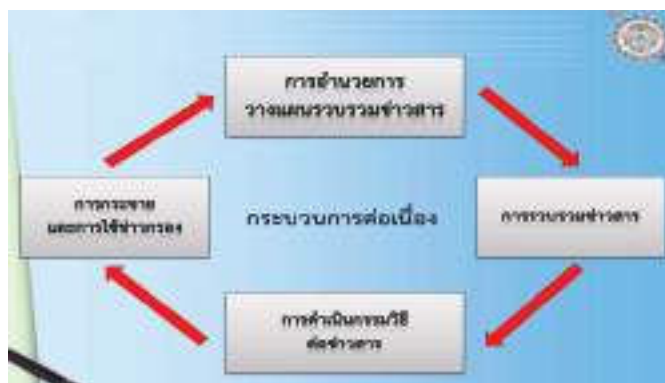 การอำนวยการ
วางแผนรวบรวมข่าวสาร
การกระจาย
และการใช้ข่าวกรอง
กระบวนการต่อเนื่อง
การรวบรวมข่าวสาร
การดำเนินกรรมวิธี
ต่อข่าวสาร